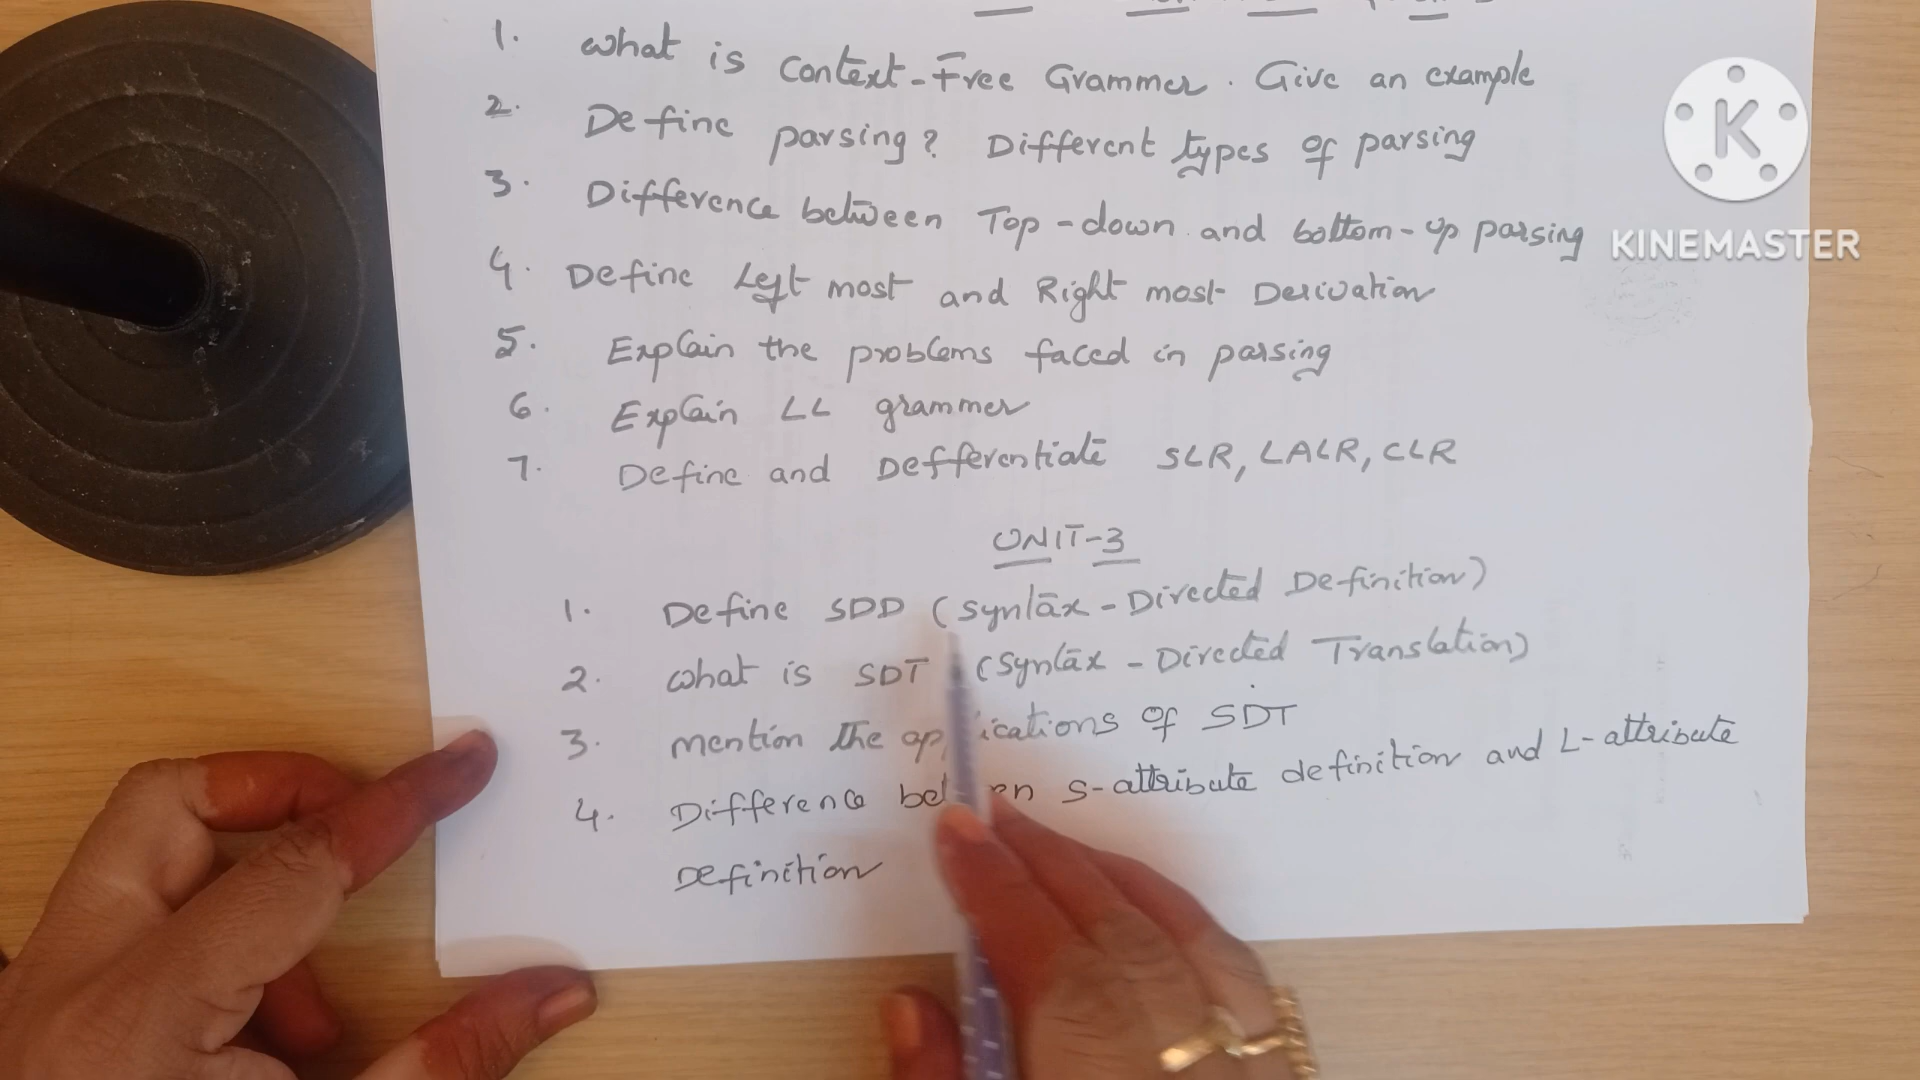 1. What is Context-Free Grammer. Give an example
2. Define parsing? Different types of parsing
3. Difference between Top-down and bottom-up parsing
4. Define Left most and Right most Derivation
5. Explain the problems faced in parsing
6. Explain LL grammer
7. Define and Defferentiate SLR, LALR, CLR
UNIT-3
1. Define SDD (Syntax-Directed Definition)
2. What is SDT (Syntax-Directed Translation)
3. mention the applications of SDT
4. Difference between s-attribute definition and L-attribute
Definition
K
KINEMASTER